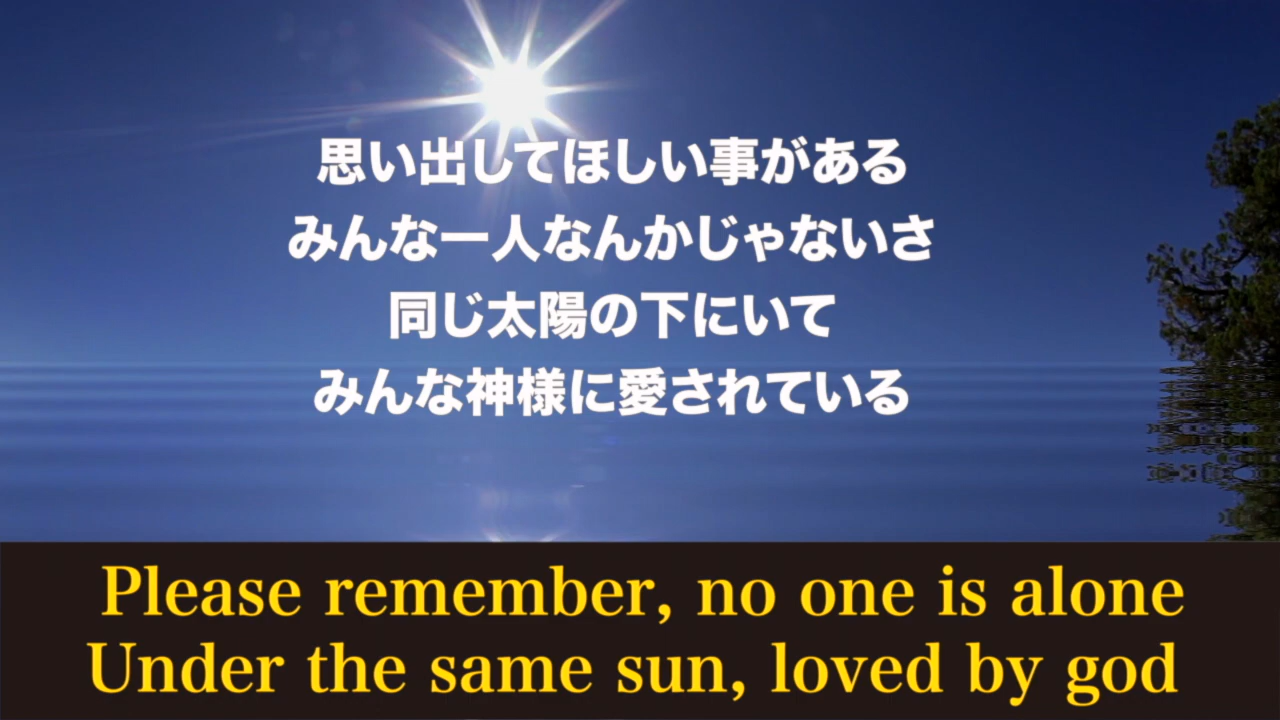 思い出してほしい事がある
みんな一人なんかじゃないさ
同じ太陽の下にいて
みんな神様に愛されている
Please remember, no one is alone
Under the same sun, loved by god